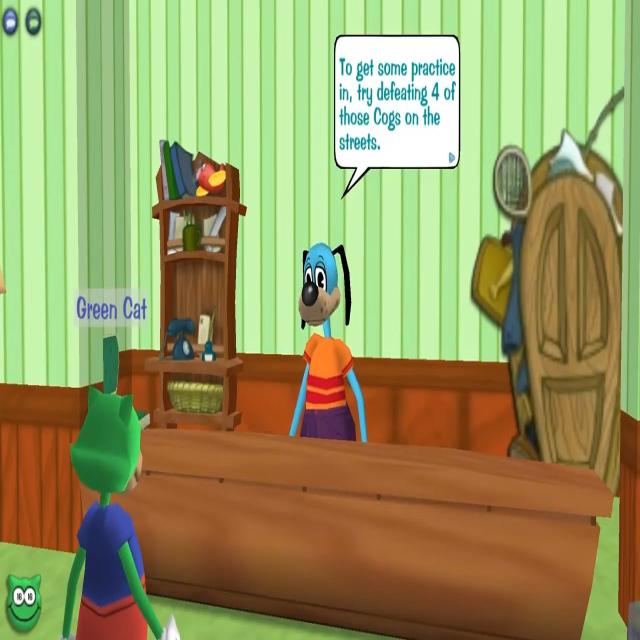 To get some practice
in, try defeating 4 of
those Cogs on the
streets.
Green Cat